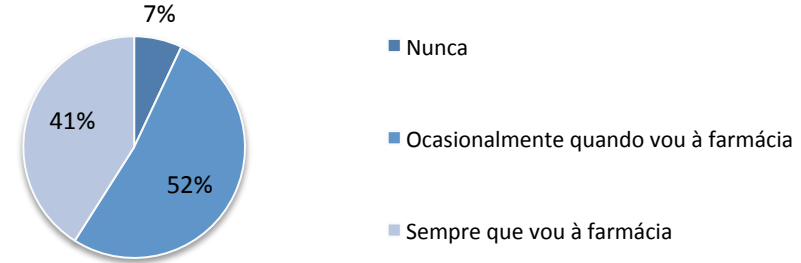 7%
Nunca
41%
Ocasionalmente quando vou à farmácia
52%
Sempre que vou à farmácia